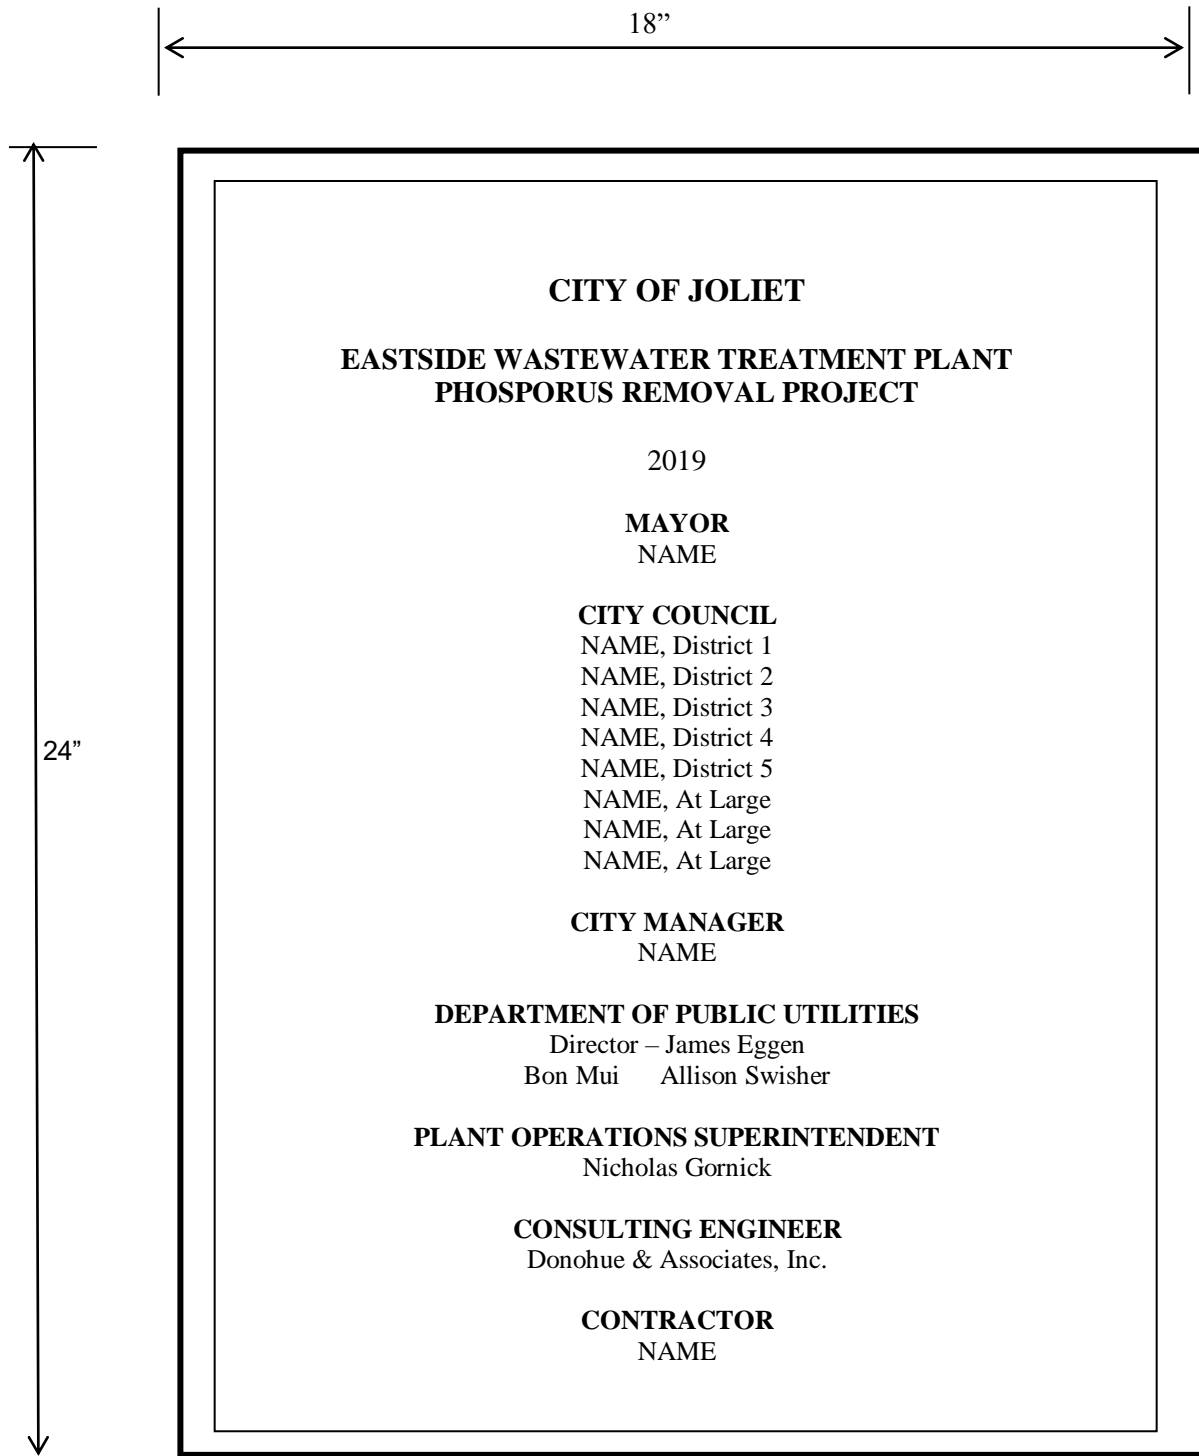 18”
CITY OF JOLIET
EASTSIDE WASTEWATER TREATMENT PLANT
PHOSPORUS REMOVAL PROJECT
2019
MAYOR
NAME
CITY COUNCIL
NAME, District 1
NAME, District 2
NAME, District 3
NAME, District 4
NAME, District 5
NAME, At Large
NAME, At Large
NAME, At Large
24”
CITY MANAGER
NAME
DEPARTMENT OF PUBLIC UTILITIES
Director – James Eggen
Bon Mui Allison Swisher
PLANT OPERATIONS SUPERINTENDENT
Nicholas Gornick
CONSULTING ENGINEER
Donohue & Associates, Inc.
CONTRACTOR
NAME